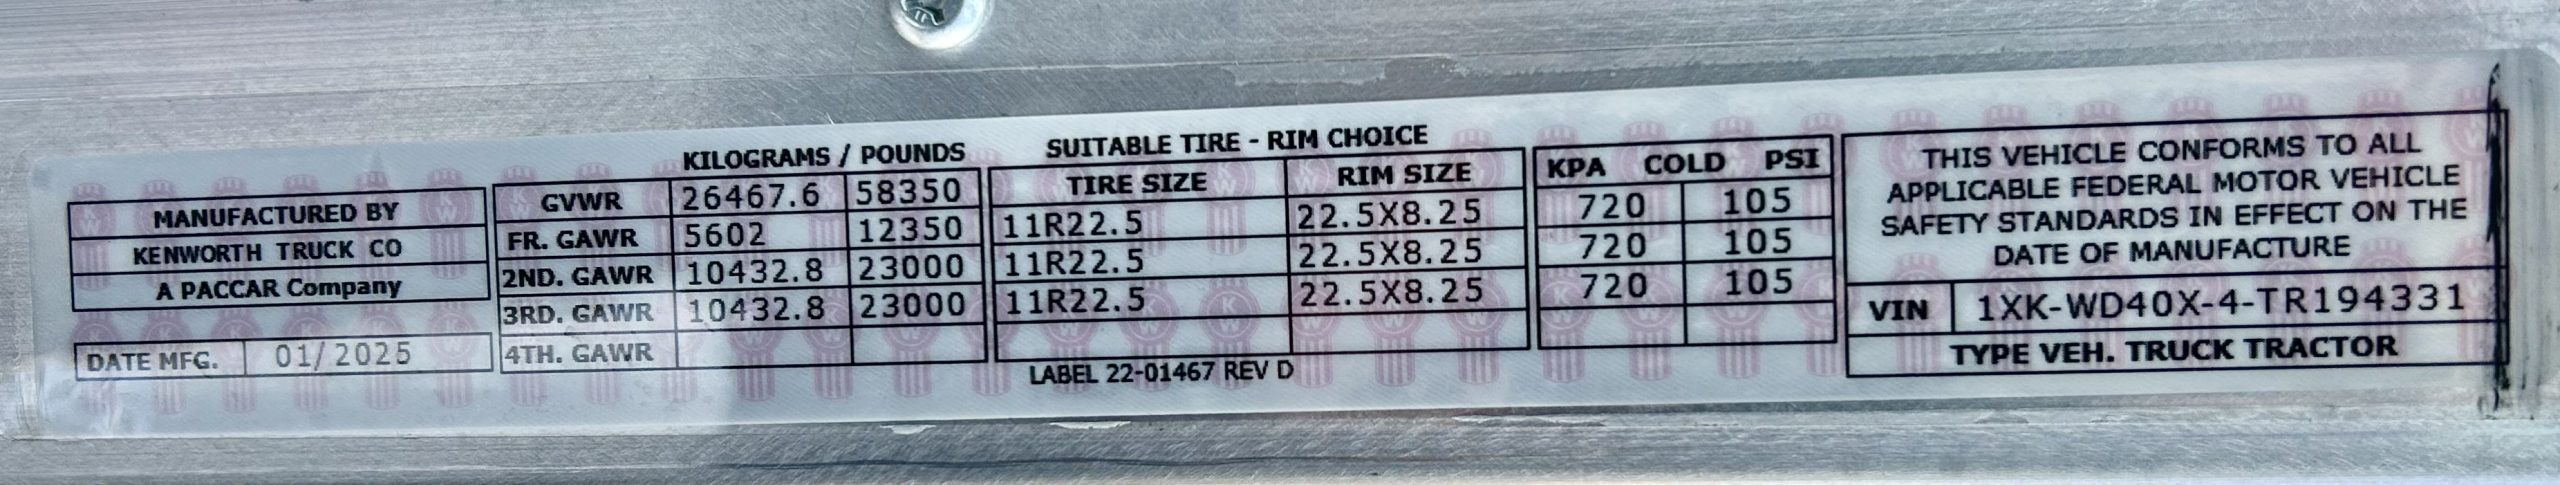 MANUFACTURED BY
KENWORTH TRUCK CO
A PACCAR Company
DATE MFG. 01/2025
KILOGRAMS / POUNDS
GVWR 26467.6 58350
FR. GAWR 5602 12350
2ND. GAWR 10432.8 23000
3RD. GAWR 10432.8 23000
4TH. GAWR
SUITABLE TIRE - RIM CHOICE
TIRE SIZE RIM SIZE
11R22.5 22.5X8.25
11R22.5 22.5X8.25
11R22.5 22.5X8.25
LABEL 22-01467 REV D
KPA COLD PSI
720 105
720 105
720 105
THIS VEHICLE CONFORMS TO ALL
APPLICABLE FEDERAL MOTOR VEHICLE
SAFETY STANDARDS IN EFFECT ON THE
DATE OF MANUFACTURE
VIN 1XK-WD40X-4-TR194331
TYPE VEH. TRUCK TRACTOR